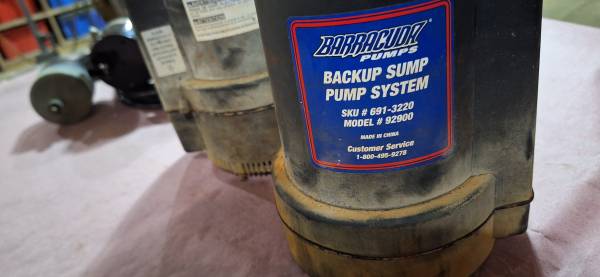 BARRACUDA
PUMPS
BACKUP SUMP
PUMP SYSTEM
SKU # 691-3220
MODEL # 92900
MADE IN CHINA
Customer Service
1-800-495-9278